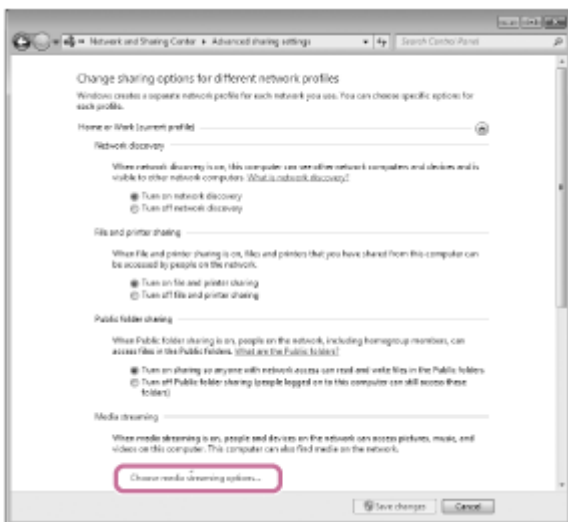 « Network and Sharing Center ▸ Advanced sharing settings
Search Control Panel
Change sharing options for different network profiles
Windows creates a separate network profile for each network you use. You can choose specific options for
each profile.
Home or Work (current profile)
Network discovery
When network discovery is on, this computer can see other network computers and devices and is
visible to other network computers. What is network discovery?
Turn on network discovery
Turn off network discovery
File and printer sharing
When file and printer sharing is on, files and printers that you have shared from this computer can
be accessed by people on the network.
Turn on file and printer sharing
Turn off file and printer sharing
Public folder sharing
When Public folder sharing is on, people on the network, including homegroup members, can
access files in the Public folders. What are the Public folders?
Turn on sharing so anyone with network access can read and write files in the Public folders
Turn off Public folder sharing (people logged on to this computer can still access these
folders)
Media streaming
When media streaming is on, people and devices on the network can access pictures, music, and
videos on this computer. This computer can also find media on the network.
Choose media streaming options...
Save changes
Cancel